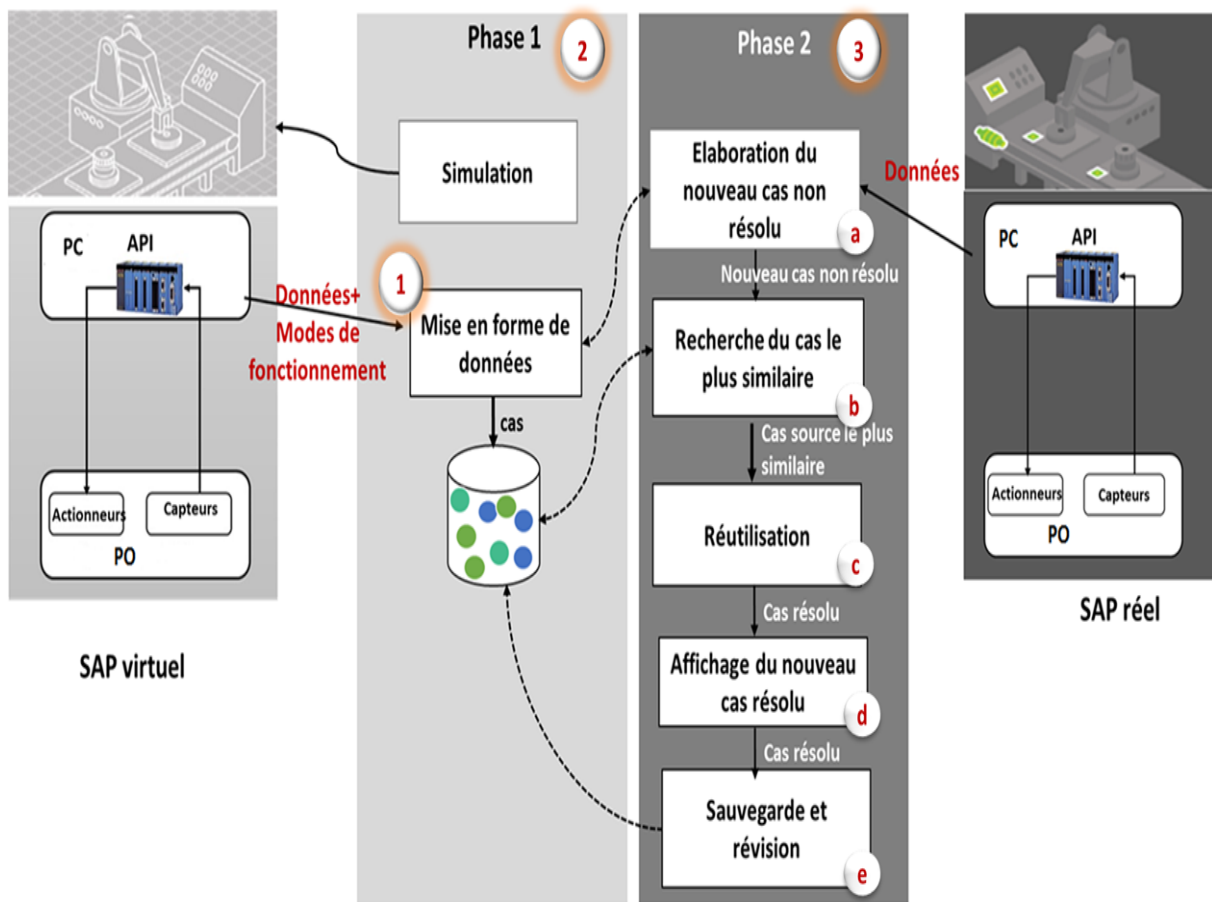 Phase 1
2
Phase 2
3
Simulation
Elaboration du
nouveau cas non
résolu
a
Données
PC
API
Données+
Modes de
fonctionnement
1
Mise en forme de
données
cas
Nouveau cas non résolu
Recherche du cas le
plus similaire
b
Cas source le plus
similaire
Réutilisation
c
Cas résolu
Affichage du nouveau
cas résolu
d
Cas résolu
Sauvegarde et
révision
e
Actionneurs
Capteurs
PO
SAP virtuel
PC
API
Actionneurs
Capteurs
PO
SAP réel